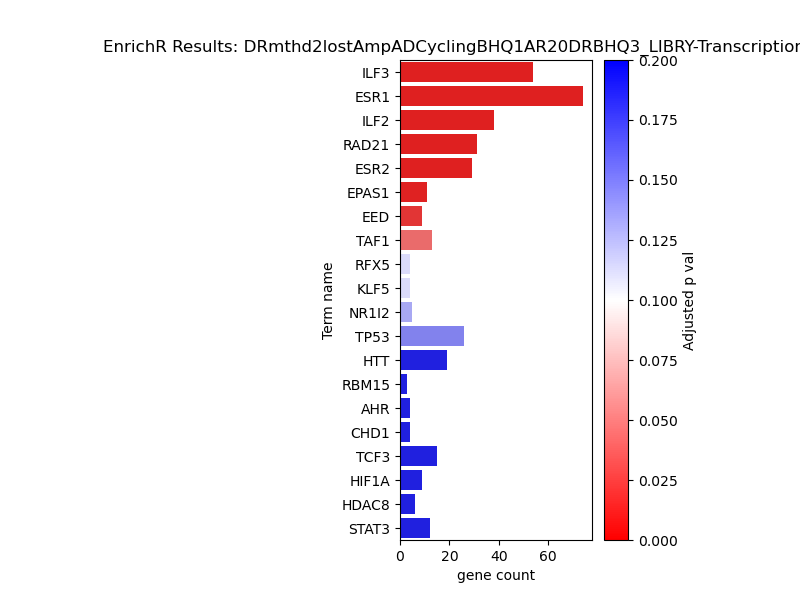 EnrichR Results: DRmthd2lostAmpADCyclingBHQ1AR20DRBHQ3_LIBRY-Transcription
ILF3
ESR1
ILF2
RAD21
ESR2
EPAS1
EED
TAF1
RFX5
KLF5
NR1I2
TP53
HTT
RBM15
AHR
CHD1
TCF3
HIF1A
HDAC8
STAT3
Term name
0 20 40 60
gene count
0.200
0.175
0.150
0.125
0.100
0.075
0.050
0.025
0.000
Adjusted p val